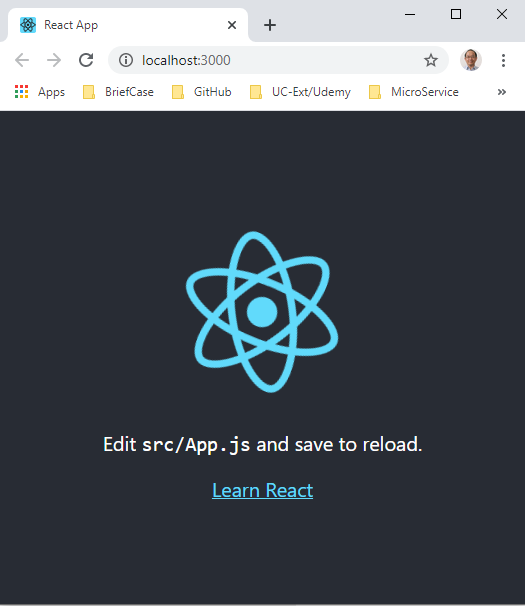 React App
localhost:3000
Apps BriefCase GitHub UC-Ext/Udemy MicroService
Edit src/App.js and save to reload.
Learn React